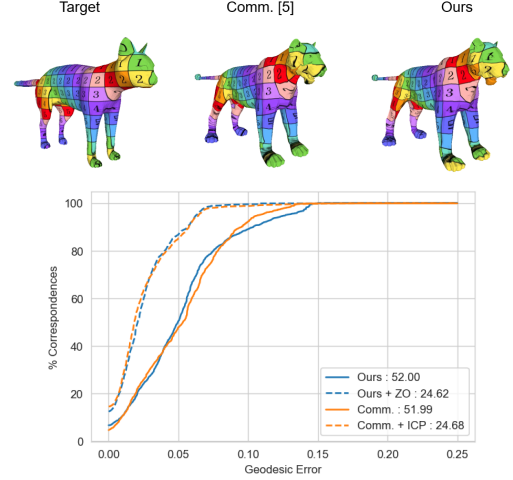 Target
Comm. [5]
Ours
100
80
60
40
20
0
% Correspondences
0.00
0.05
0.10
0.15
0.20
0.25
Geodesic Error
Ours : 52.00
Ours + ZO : 24.62
Comm. : 51.99
Comm. + ICP : 24.68